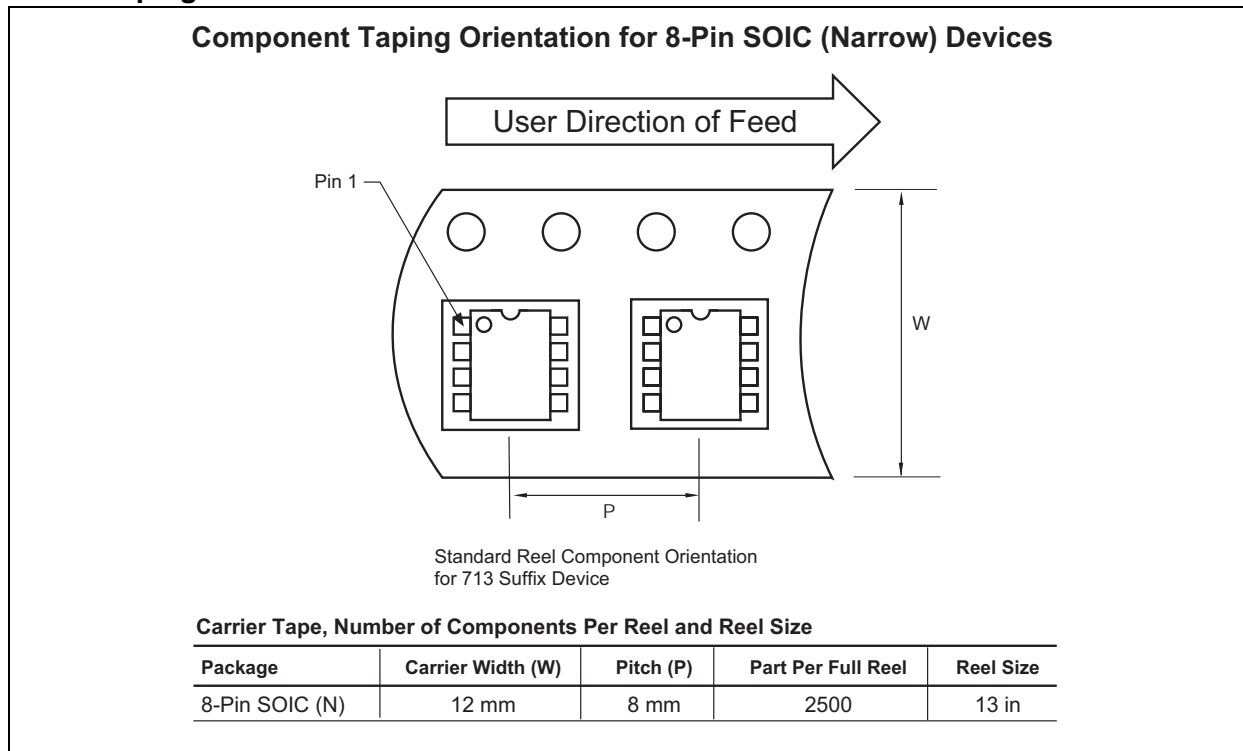 Component Taping Orientation for 8-Pin SOIC (Narrow) Devices
User Direction of Feed
Pin 1
W
P
Standard Reel Component Orientation
for 713 Suffix Device
Carrier Tape, Number of Components Per Reel and Reel Size
Package Carrier Width (W) Pitch (P) Part Per Full Reel Reel Size
8-Pin SOIC (N) 12 mm 8 mm 2500 13 in